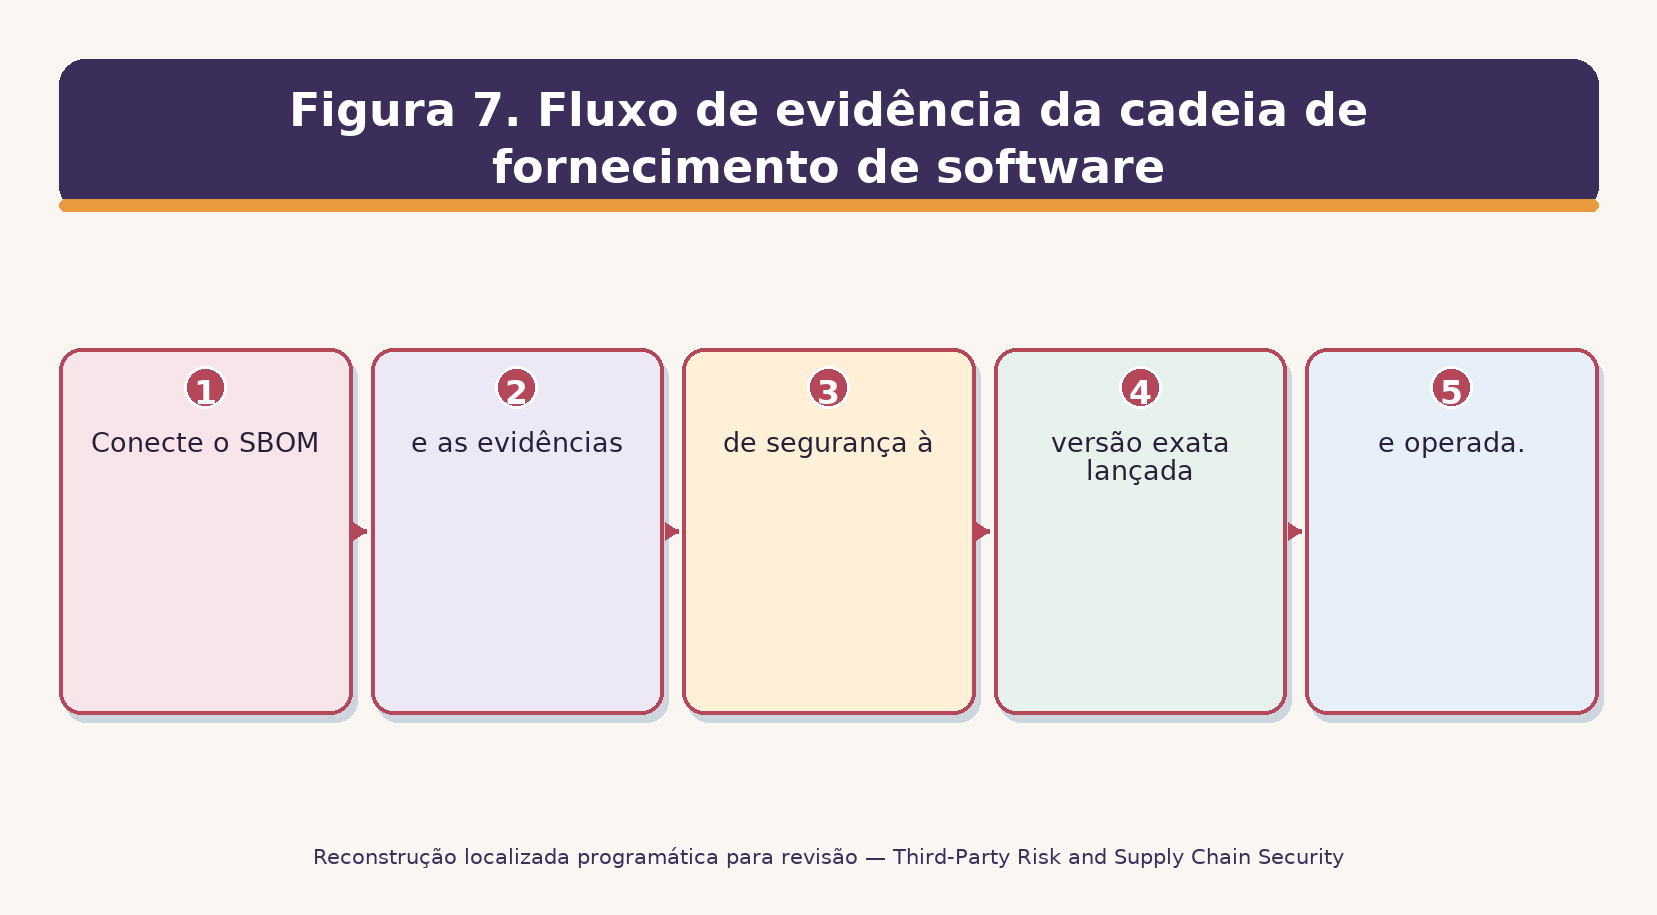 Figura 7. Fluxo de evidência da cadeia de
fornecimento de software
1
Conecte o SBOM
2
e as evidências
3
de segurança à
4
versão exata
lançada
5
e operada.
Reconstrução localizada programática para revisão — Third-Party Risk and Supply Chain Security